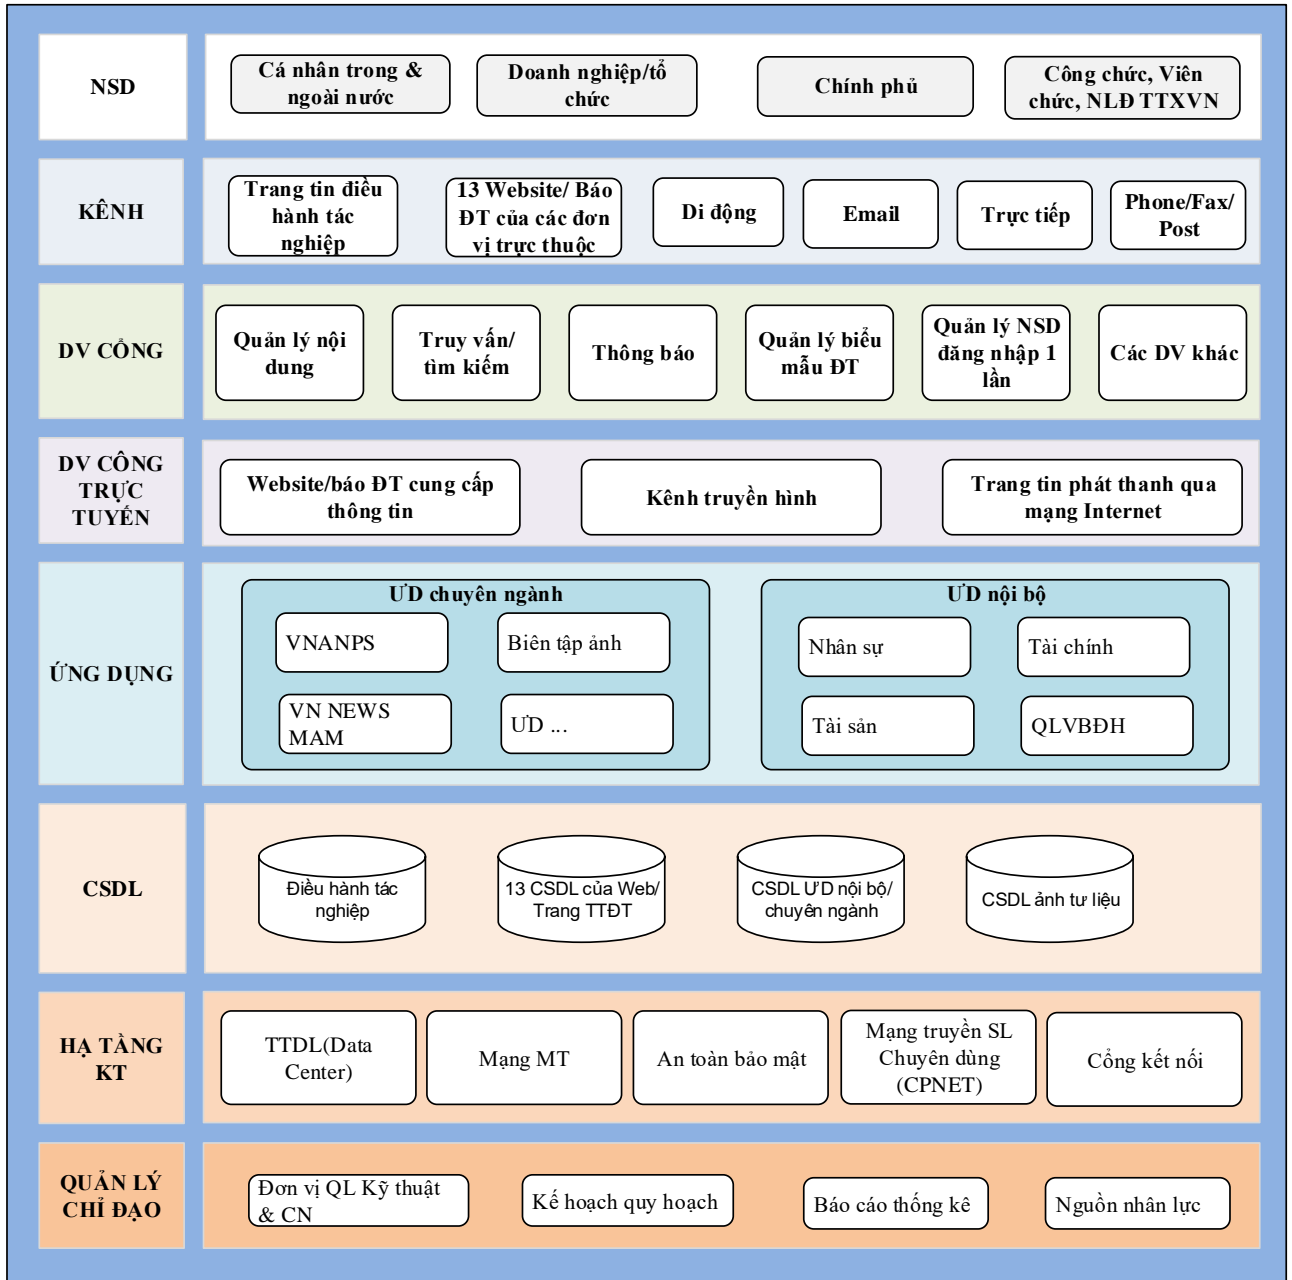 NSD
Cá nhân trong &
ngoài nước
Doanh nghiệp/tổ
chức
Chính phủ
Công chức, Viên
chức, NLĐ TTXVN
KÊNH
Trang tin điều
hành tác
nghiệp
13 Website/ Báo
ĐT của các đơn
vị trực thuộc
Di động
Email
Trực tiếp
Phone/Fax/
Post
DV CỔNG
Quản lý nội
dung
Truy vấn/
tìm kiếm
Thông báo
Quản lý biểu
mẫu ĐT
Quản lý NSD
đăng nhập 1
lần
Các DV khác
DV CÔNG
TRỰC
TUYẾN
Website/báo ĐT cung cấp
thông tin
Kênh truyền hình
Trang tin phát thanh qua
mạng Internet
ỨNG DỤNG
ƯD chuyên ngành
VNANPS
Biên tập ảnh
VN NEWS
MAM
ƯD ...
ƯD nội bộ
Nhân sự
Tài chính
Tài sản
QLVBĐH
CSDL
Điều hành tác
nghiệp
13 CSDL của Web/
Trang TTĐT
CSDL ƯD nội bộ/
chuyên ngành
CSDL ảnh tư liệu
HẠ TẦNG
KT
TTDL(Data
Center)
Mạng MT
An toàn bảo mật
Mạng truyền SL
Chuyên dùng
(CPNET)
Cổng kết nối
QUẢN LÝ
CHỈ ĐẠO
Đơn vị QL Kỹ thuật
& CN
Kế hoạch quy hoạch
Báo cáo thống kê
Nguồn nhân lực